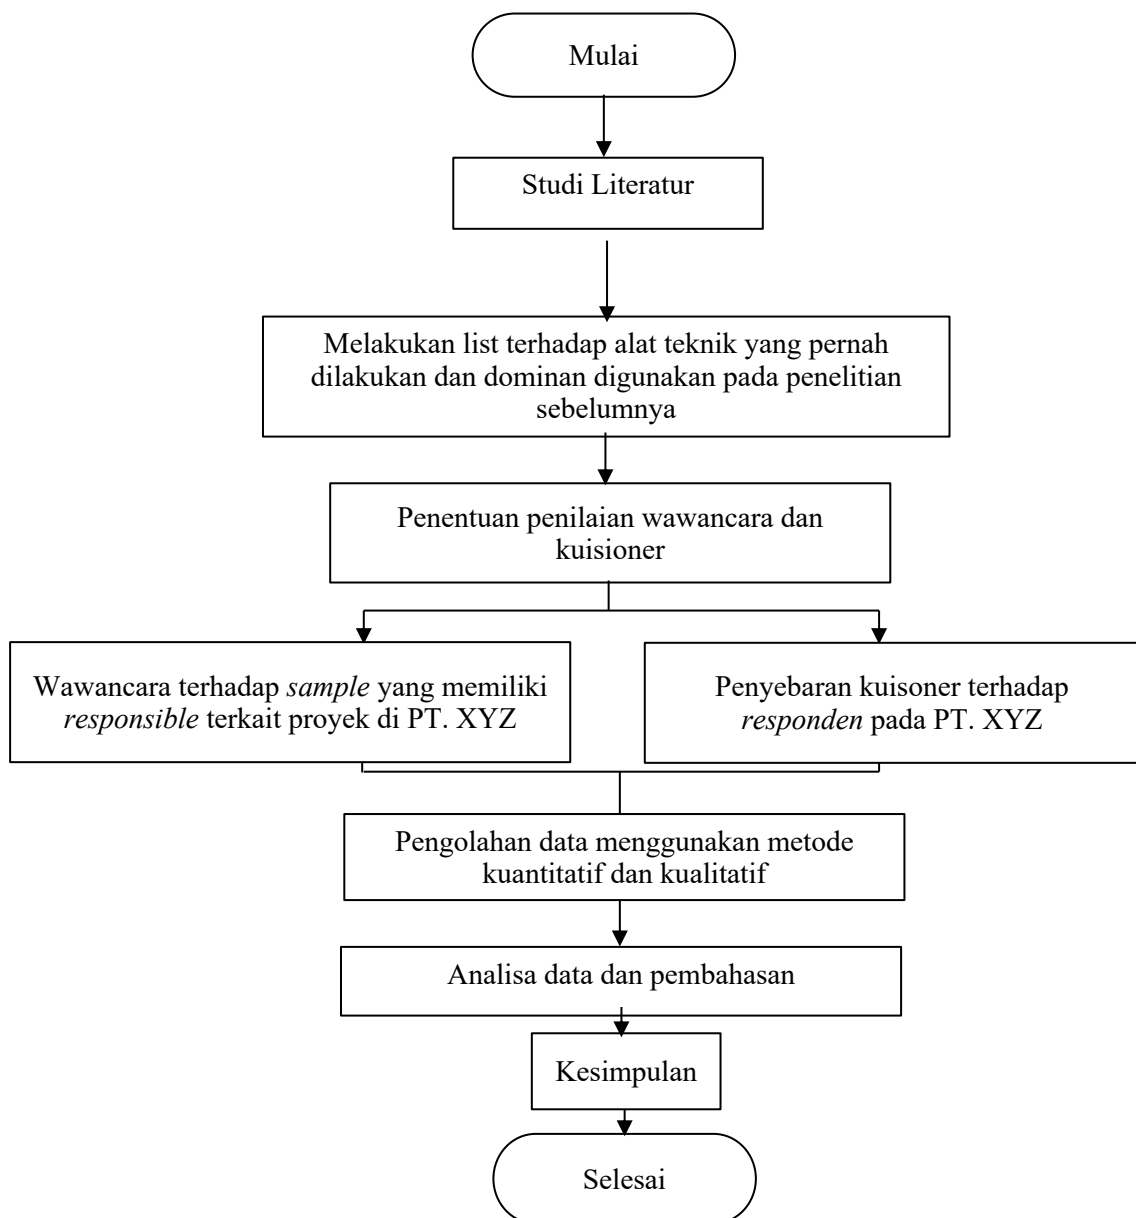 Mulai
Studi Literatur
Melakukan list terhadap alat teknik yang pernah
dilakukan dan dominan digunakan pada penelitian
sebelumnya
Penentuan penilaian wawancara dan
kuisioner
Wawancara terhadap sample yang memiliki
responsible terkait proyek di PT. XYZ
Penyebaran kuisoner terhadap
responden pada PT. XYZ
Pengolahan data menggunakan metode
kuantitatif dan kualitatif
Analisa data dan pembahasan
Kesimpulan
Selesai